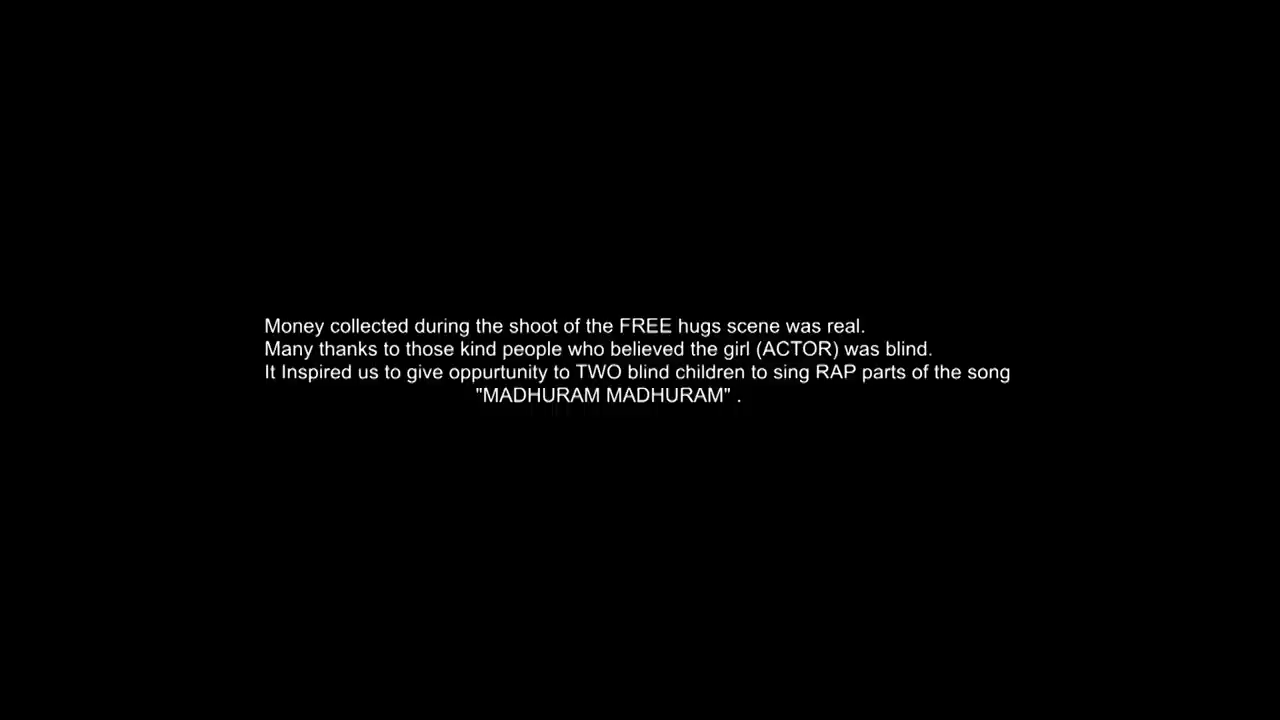 Money collected during the shoot of the FREE hugs scene was real.
Many thanks to those kind people who believed the girl (ACTOR) was blind.
It Inspired us to give oppurtunity to TWO blind children to sing RAP parts of the song
"MADHURAM MADHURAM" .